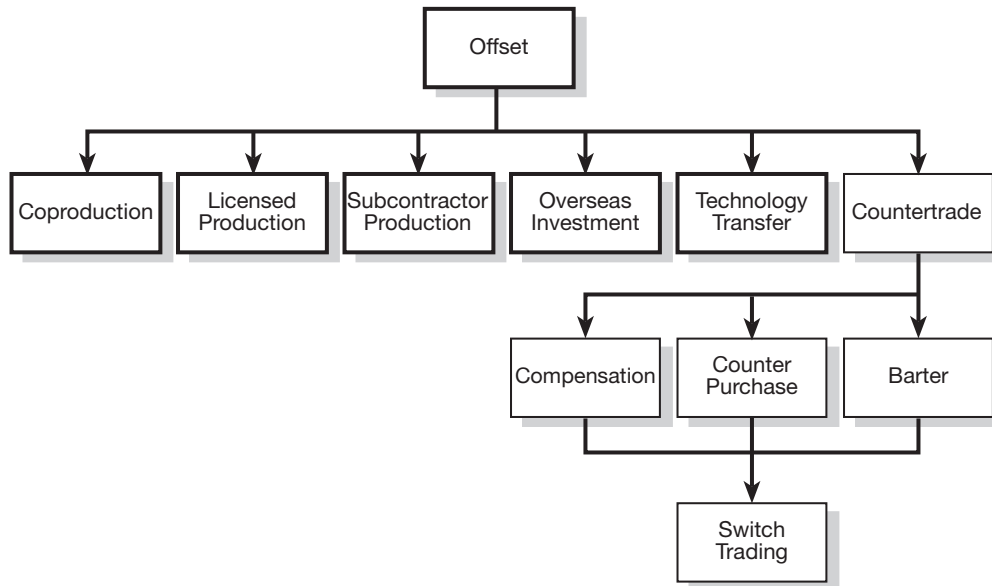 Offset
Coproduction
Licensed
Production
Subcontractor
Production
Overseas
Investment
Technology
Transfer
Countertrade
Compensation
Counter
Purchase
Barter
Switch
Trading